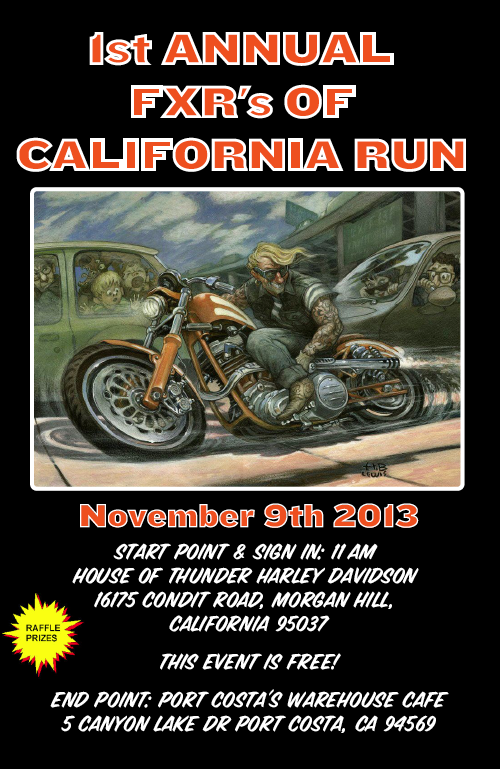 1st ANNUAL
FXR's OF
CALIFORNIA RUN
November 9th 2013
START POINT & SIGN IN: 11 AM
HOUSE OF THUNDER HARLEY DAVIDSON
16175 CONDIT ROAD, MORGAN HILL,
CALIFORNIA 95037
RAFFLE
PRIZES
THIS EVENT IS FREE!
END POINT: PORT COSTA'S WAREHOUSE CAFE
5 CANYON LAKE DR PORT COSTA, CA 94569